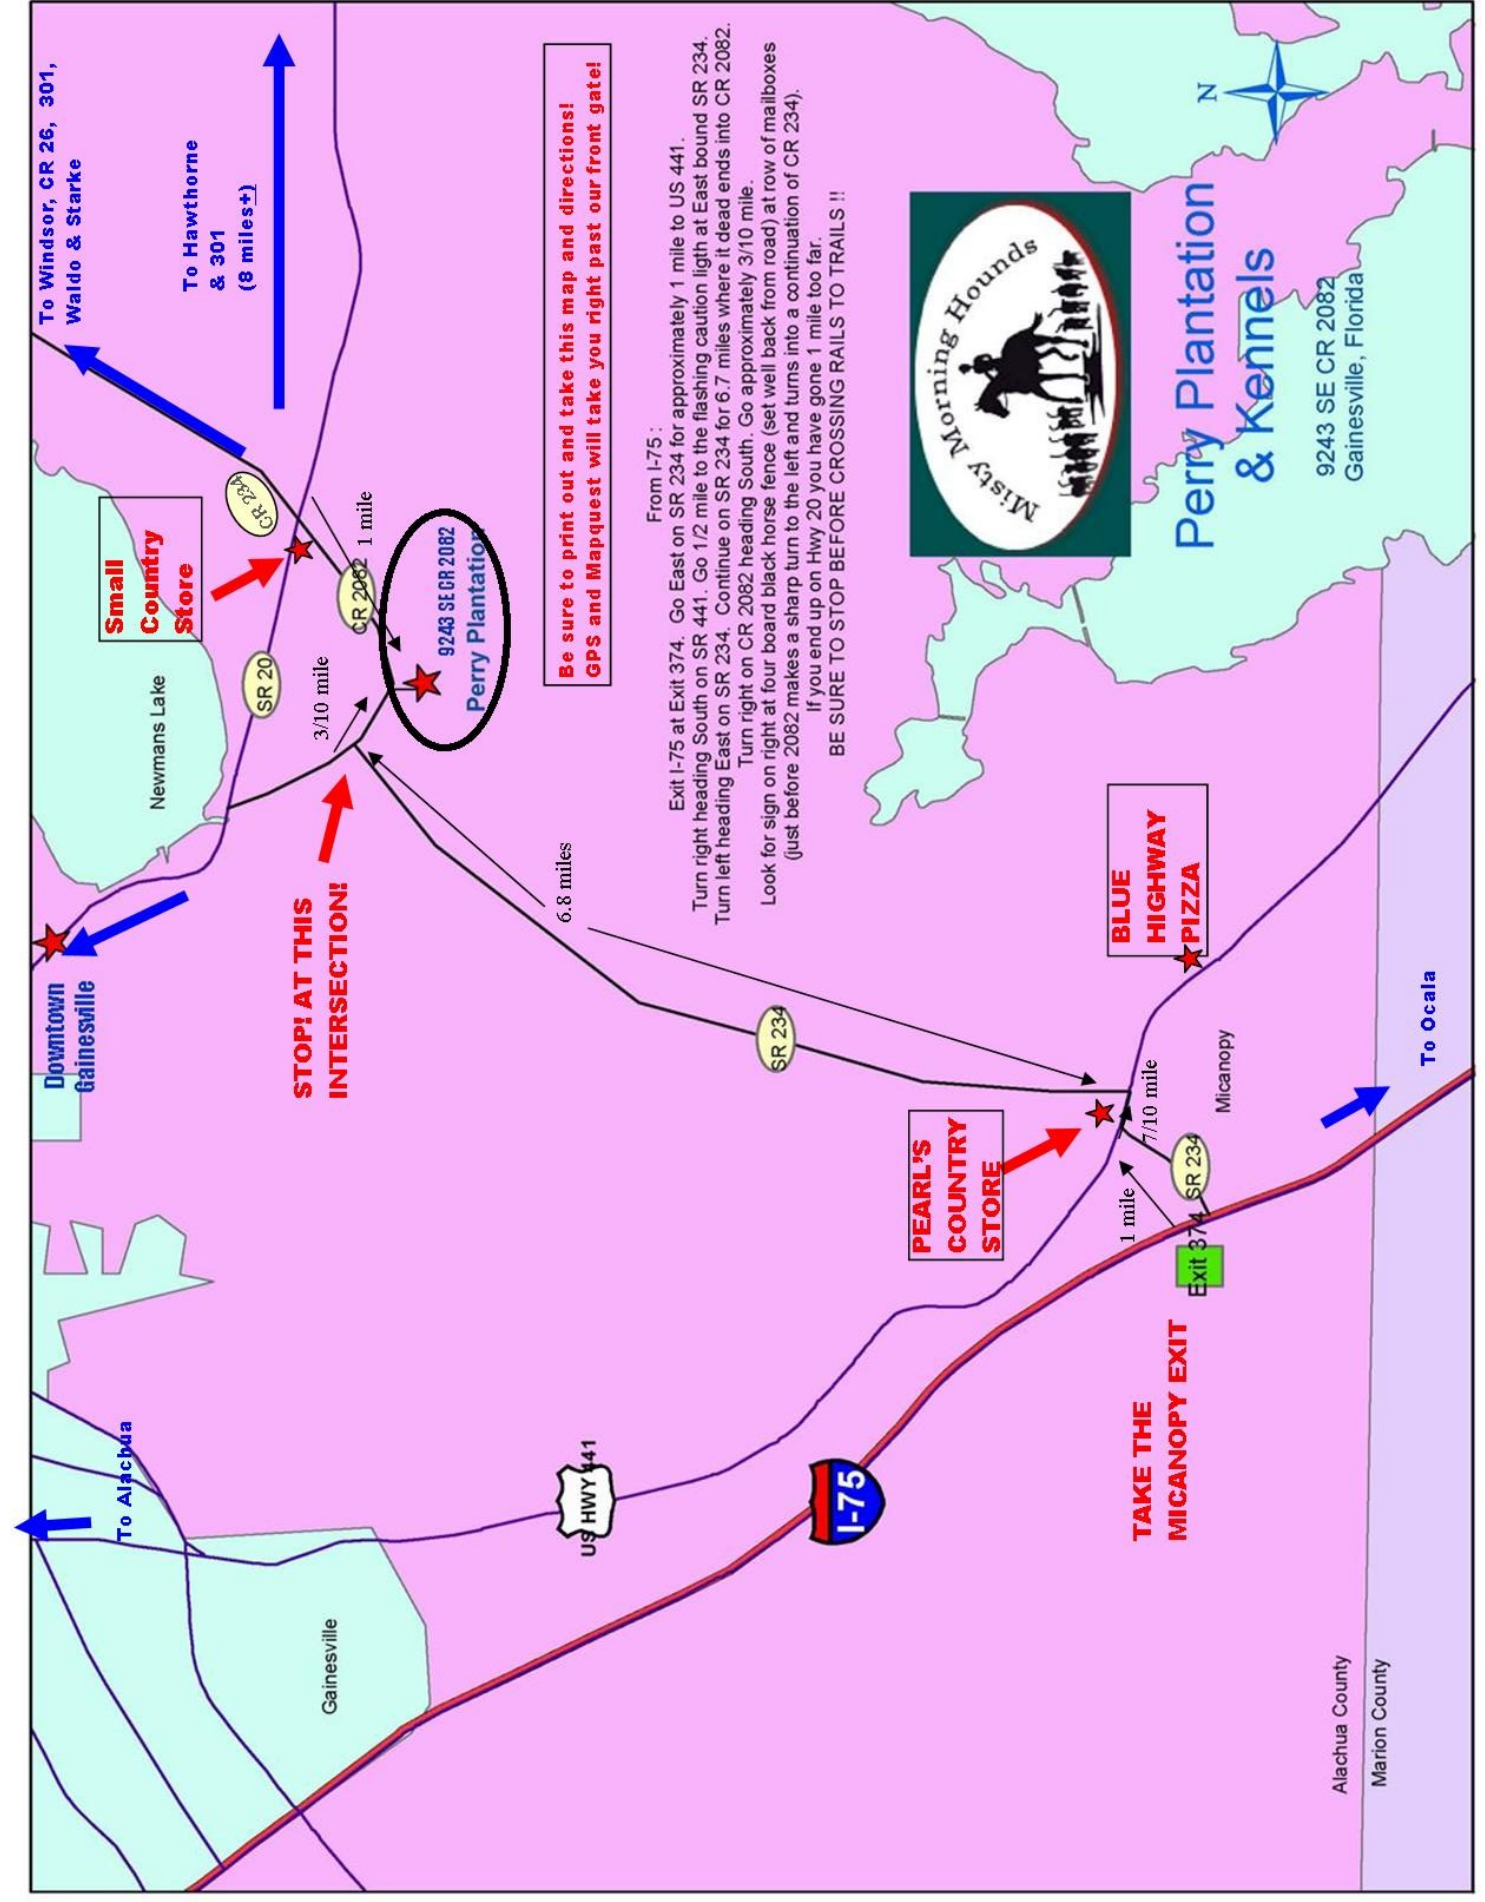 To Windsor, CR 26, 301,
Waldo & Starke
To Hawthorne
& 301
(8 miles+)
Small
Country
Store
CR 234
1 mile
CR 2082
9243 SE CR 2082
Perry Plantation
SR 20
3/10 mile
Newmans Lake
Downtown
Gainesville
STOP! AT THIS
INTERSECTION!
Be sure to print out and take this map and directions!
GPS and Mapquest will take you right past our front gate!
From I-75 :
Exit I-75 at Exit 374. Go East on SR 234 for approximately 1 mile to US 441.
Turn right heading South on SR 441. Go 1/2 mile to the flashing caution ligth at East bound SR 234.
Turn left heading East on SR 234. Continue on SR 234 for 6.7 miles where it dead ends into CR 2082.
Turn right on CR 2082 heading South. Go approximately 3/10 mile.
Look for sign on right at four board black horse fence (set well back from road) at row of mailboxes
(just before 2082 makes a sharp turn to the left and turns into a continuation of CR 234).
If you end up on Hwy 20 you have gone 1 mile too far.
BE SURE TO STOP BEFORE CROSSING RAILS TO TRAILS !!
6.8 miles
SR 234
Misty Morning Hounds
N
Perry Plantation
& Kennels
9243 SE CR 2082
Gainesville, Florida
BLUE
HIGHWAY
PIZZA
PEARL'S
COUNTRY
STORE
7/10 mile
1 mile
SR 234
Micanopy
Exit 374
To Ocala
TAKE THE
MICANOPY EXIT
To Alachua
US HWY 441
I-75
Gainesville
Alachua County
Marion County